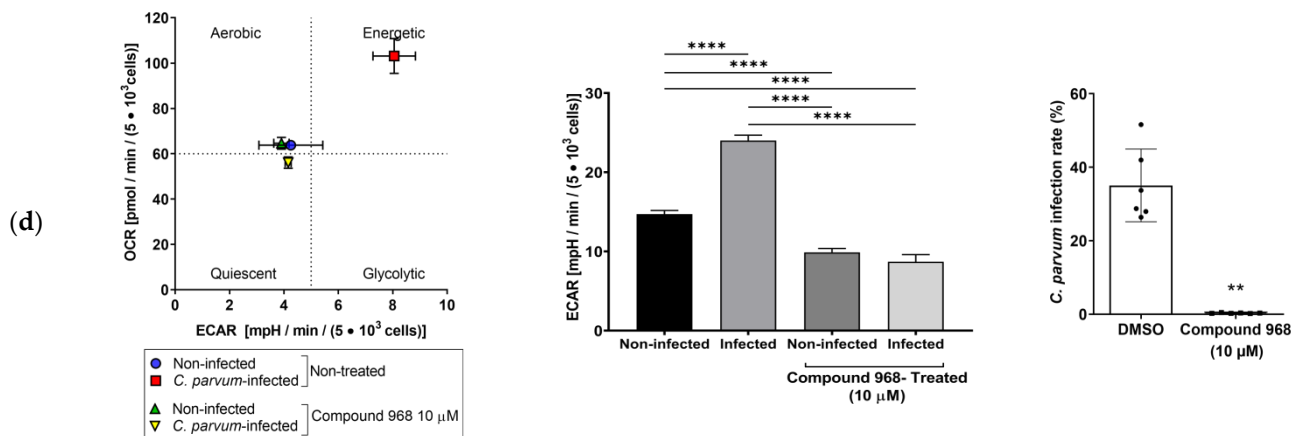 (d)
120
100
80
60
40
20
0
OCR [pmol / min / (5 • 10³cells)]
Aerobic
Energetic
Quiescent
Glycolytic
0 2 4 6 8 10
ECAR [mpH / min / (5 • 10³ cells)]
Non-infected
C. parvum-infected
Non-treated
Non-infected
C. parvum-infected
Compound 968 10 µM
****
****
****
****
****
30
20
10
0
ECAR [mpH / min / (5 • 10³ cells)]
Non-infected Infected Non-infected Infected
Compound 968- Treated
(10 µM)
60
40
20
0
C. parvum infection rate (%)
**
DMSO Compound 968
(10 µM)